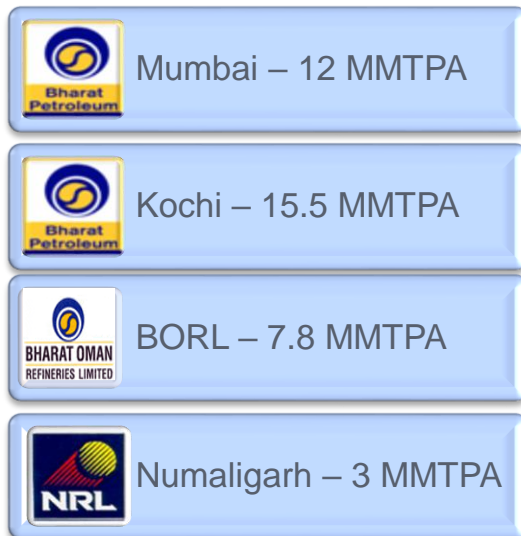 Bharat
Petroleum
Mumbai – 12 MMTPA
Bharat
Petroleum
Kochi – 15.5 MMTPA
BHARAT OMAN
REFINERIES LIMITED
BORL – 7.8 MMTPA
NRL
Numaligarh – 3 MMTPA